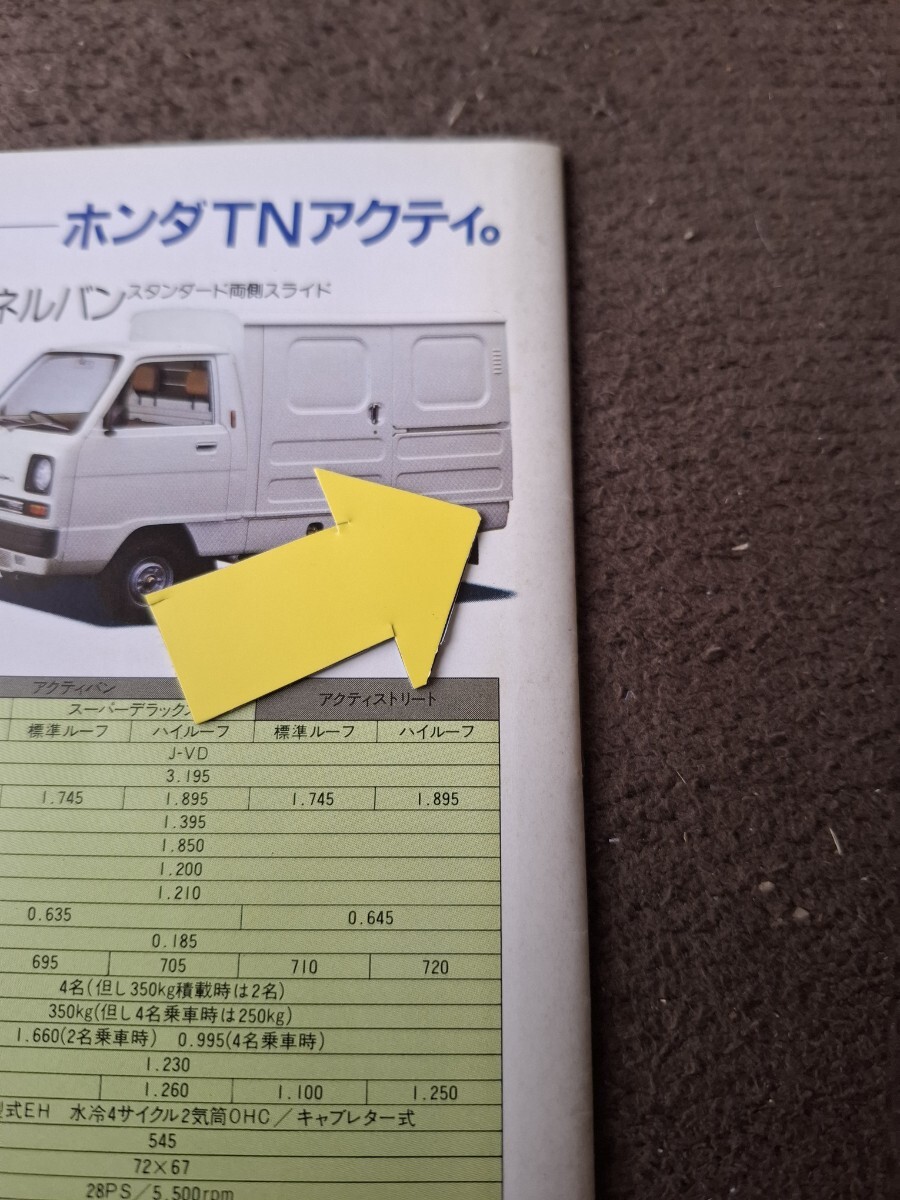 ホンダTNアクティ。
ネルバン スタンダード両側スライド
アクティバン アクティストリート
スーパーデラックス
標準ルーフ ハイルーフ 標準ルーフ ハイルーフ
J-VD
3.195
1.745 1.895 1.745 1.895
1.395
1.850
1.200
1.210
0.635 0.645
0.185
695 705 710 720
4名(但し350kg積載時は2名)
350kg(但し4名乗車時は250kg)
1.660(2名乗車時) 0.995(4名乗車時)
1.230
1.260 1.100 1.250
型式EH 水冷4サイクル2気筒OHC/キャブレター式
545
72×67
28PS/5,500rpm